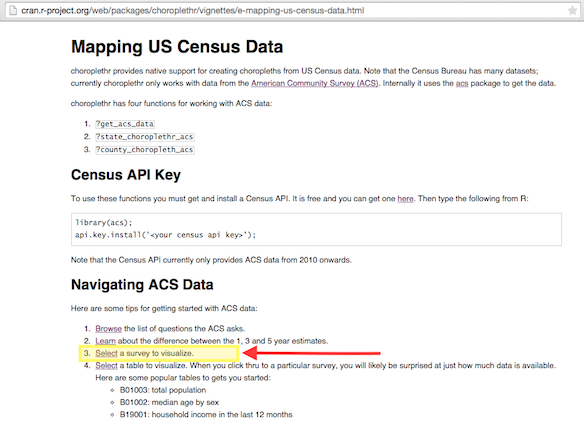 cran.r-project.org/web/packages/choroplethr/vignettes/e-mapping-us-census-data.html
Mapping US Census Data
choroplethr provides native support for creating choropleths from US Census data. Note that the Census Bureau has many datasets;
currently choroplethr only works with data from the American Community Survey (ACS). Internally it uses the acs package to get the data.
choroplethr has four functions for working with ACS data:
1. ?get_acs_data
2. ?state_choroplethr_acs
3. ?county_choropleth_acs
Census API Key
To use these functions you must get and install a Census API. It is free and you can get one here. Then type the following from R:
library(acs);
api.key.install('<your census api key>');
Note that the Census API currently only provides ACS data from 2010 onwards.
Navigating ACS Data
Here are some tips for getting started with ACS data:
1. Browse the list of questions the ACS asks.
2. Learn about the difference between the 1, 3 and 5 year estimates.
3. Select a survey to visualize.
4. Select a table to visualize. When you click thru to a particular survey, you will likely be surprised at just how much data is available.
Here are some popular tables to gets you started:
◦ B01003: total population
◦ B01002: median age by sex
◦ B19001: household income in the last 12 months